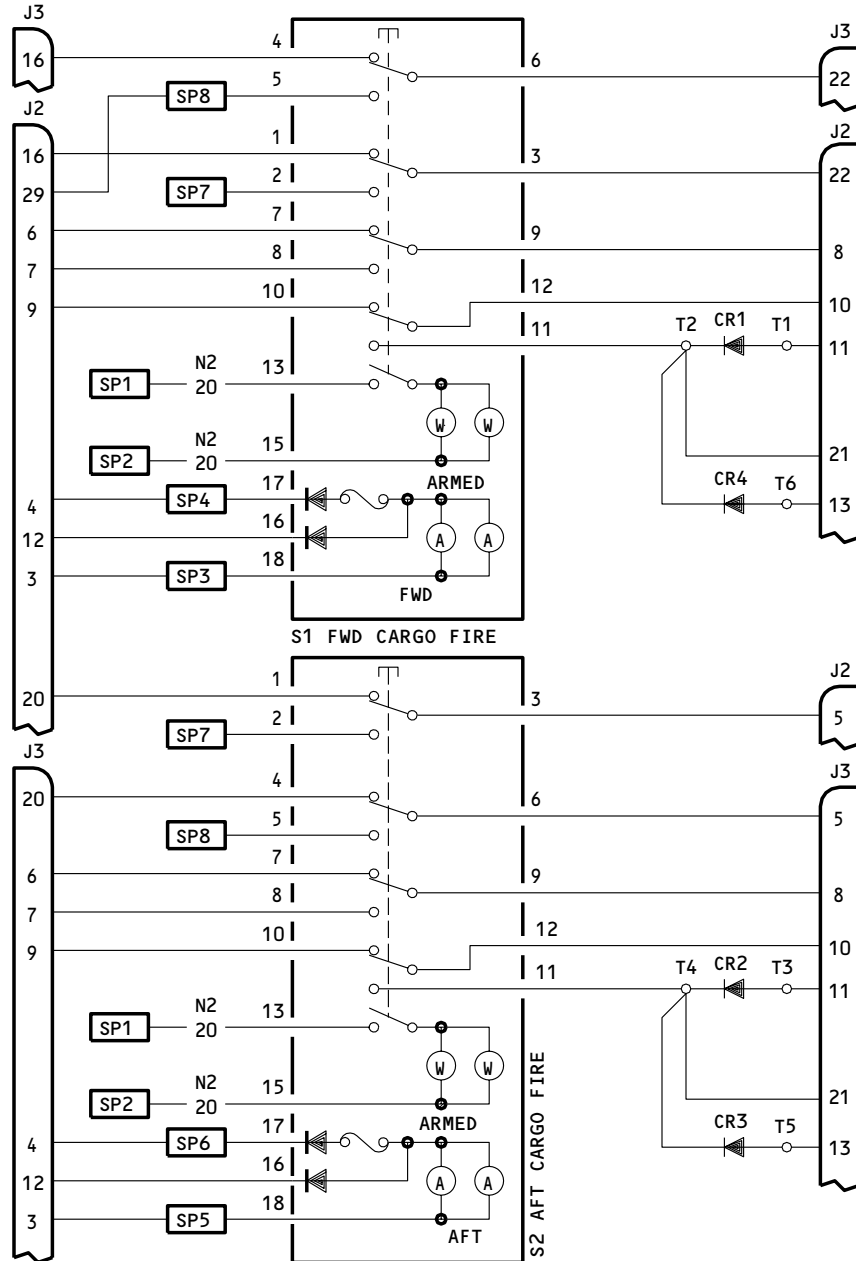 J3
4
J3
16
6
22
5
SP8
J2
J2
1
16
3
22
2
29
SP7
7
6
9
8
8
7
10
9
12
10
11
T2
CR1
T1
11
N2
13
SP1
20
W
W
N2
15
SP2
20
21
ARMED
17
SP4
4
CR4
T6
13
16
12
A
A
18
SP3
3
FWD
S1 FWD CARGO FIRE
J2
1
20
3
5
2
SP7
J3
J3
4
20
6
5
5
SP8
7
6
9
8
8
7
10
9
12
10
11
T4
CR2
T3
11
N2
13
SP1
20
W
W
N2
15
SP2
20
21
ARMED
17
SP6
4
CR3
T5
13
16
12
A
A
18
SP5
3
AFT
S2 AFT CARGO FIRE